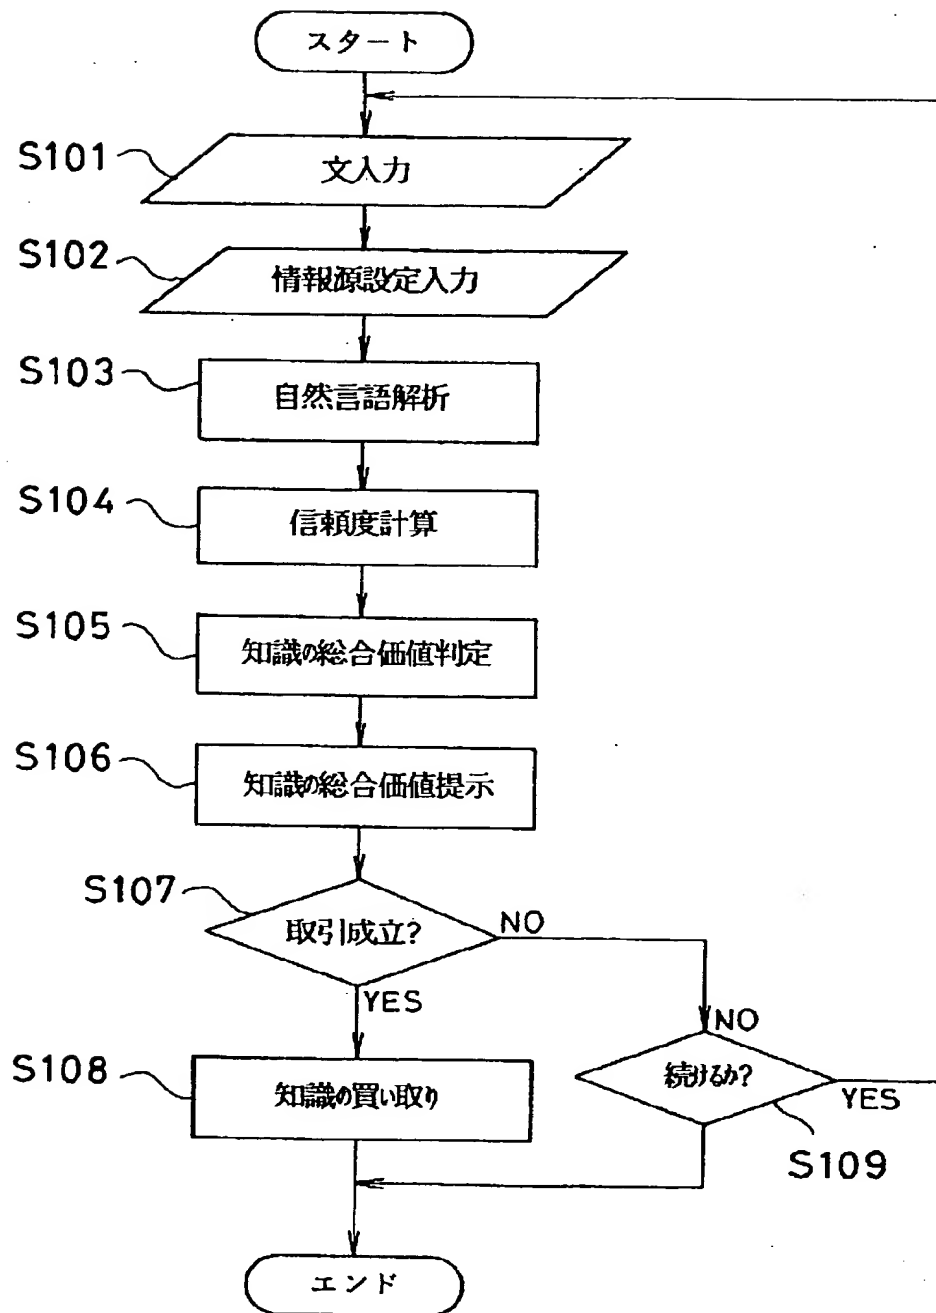 スタート
S101
文入力
S102
情報源設定入力
S103
自然言語解析
S104
信頼度計算
S105
知識の総合価値判定
S106
知識の総合価値提示
S107
取引成立?
NO
YES
NO
S108
知識の買い取り
続けるか?
YES
S109
エンド